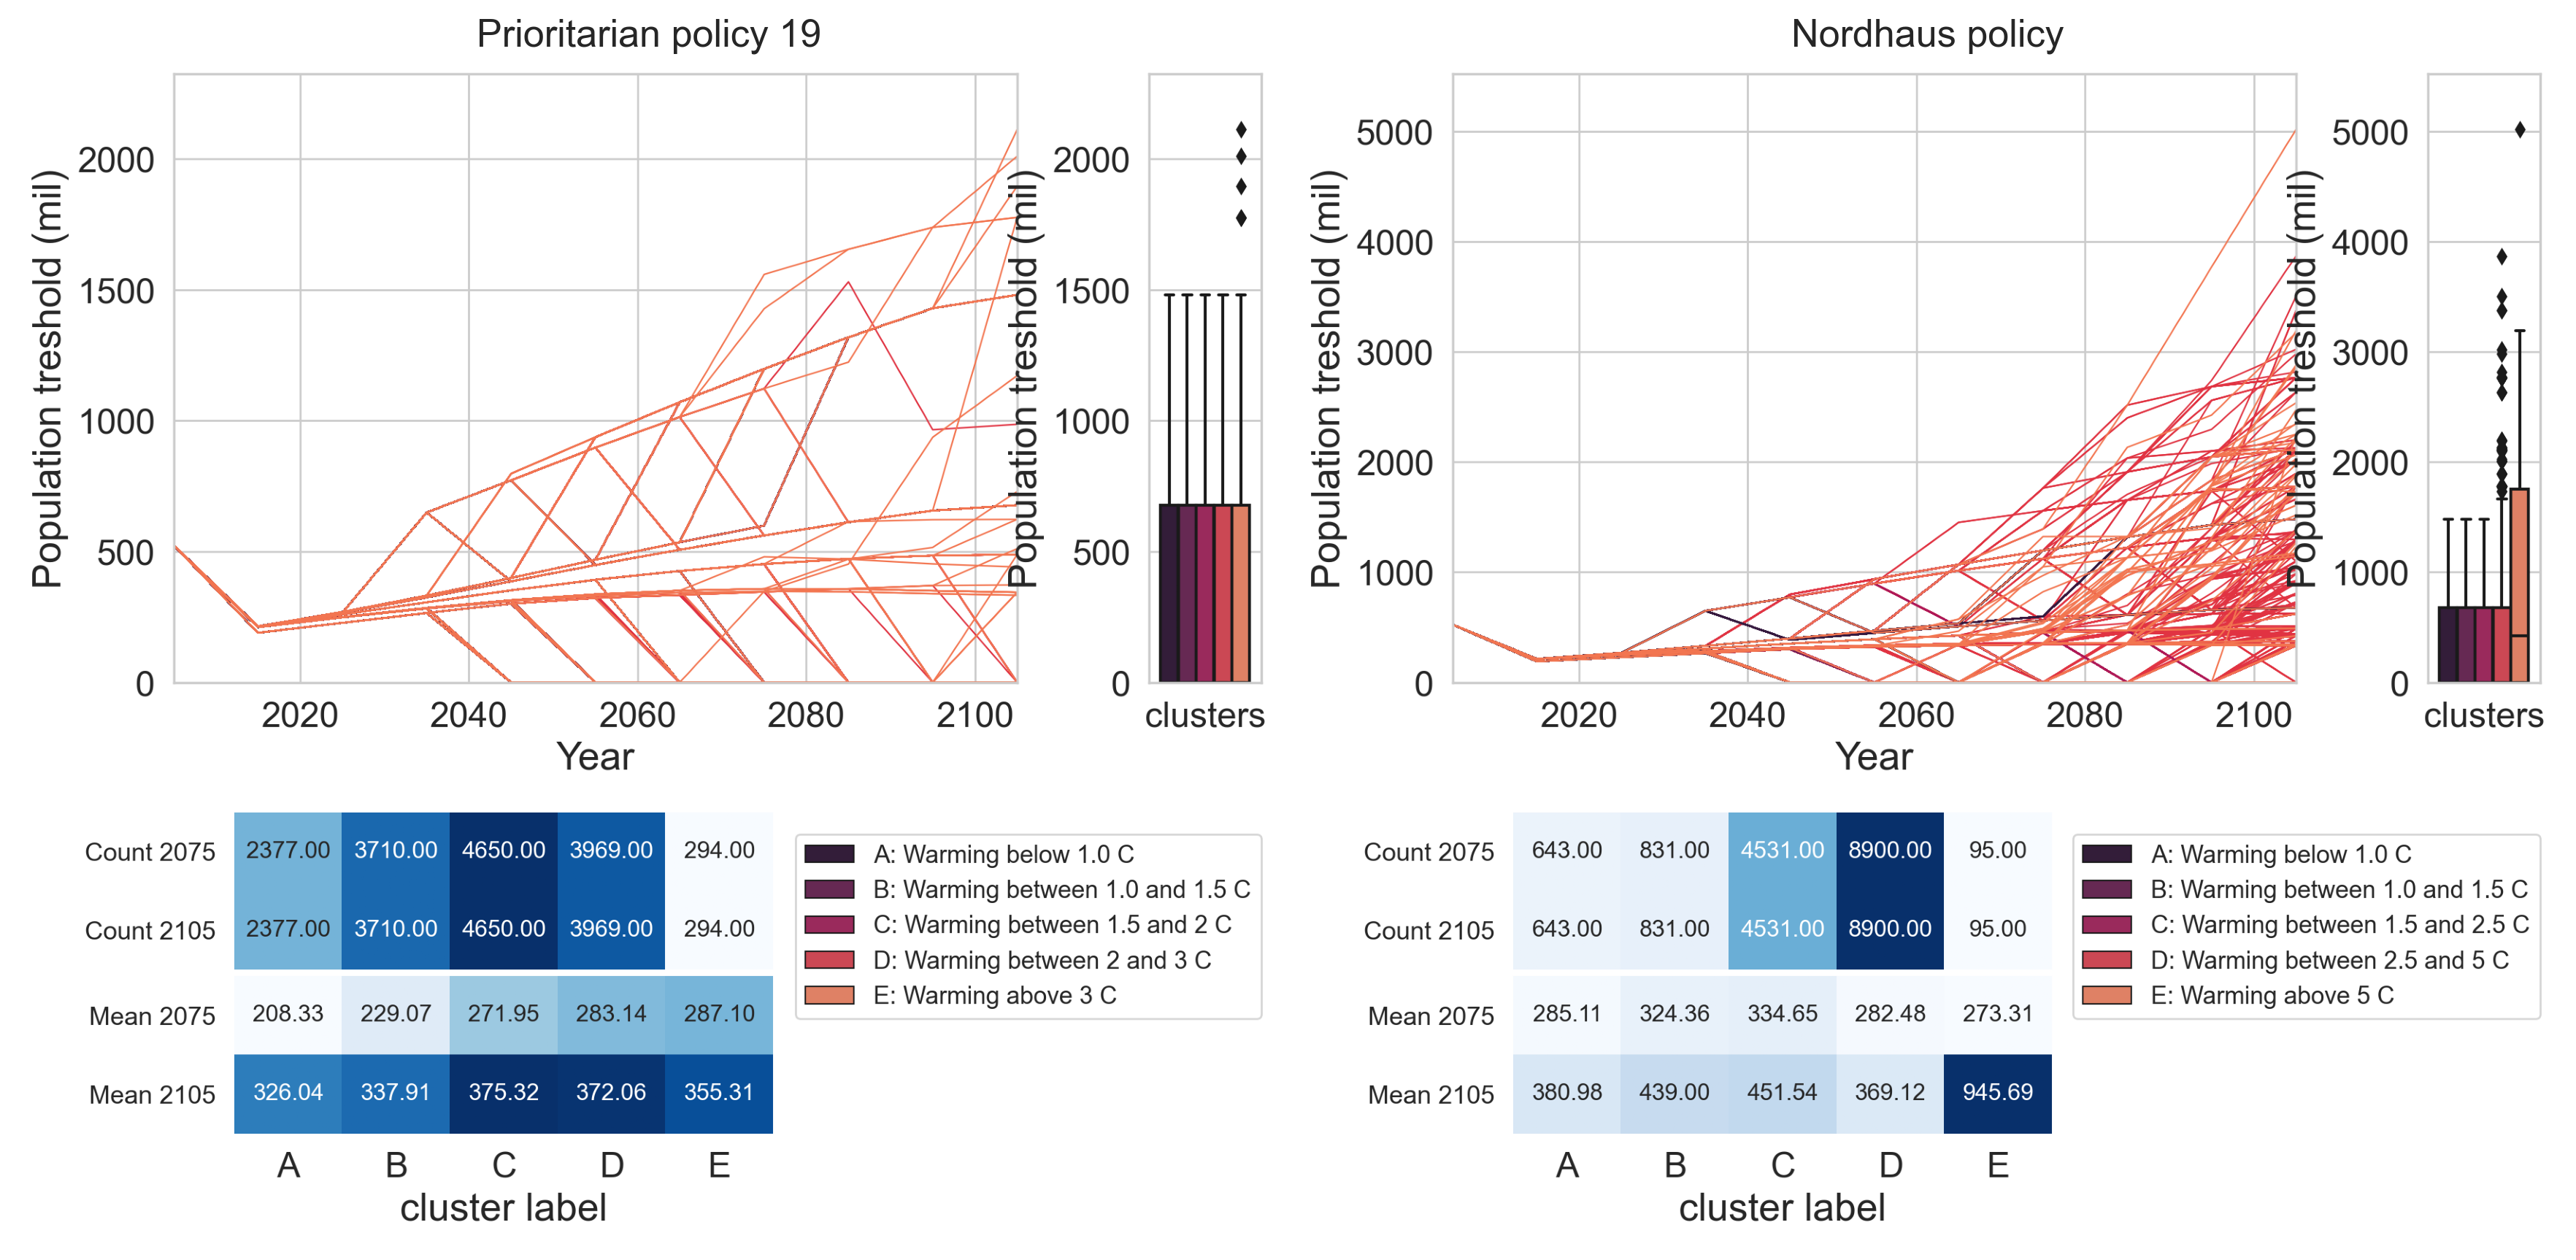 Prioritarian policy 19
Nordhaus policy
Population treshold (mil)
2000
1500
1000
500
0
2020 2040 2060 2080 2100
Year
Population treshold (mil)
2000
1500
1000
500
0
clusters
Population treshold (mil)
5000
4000
3000
2000
1000
0
2020 2040 2060 2080 2100
Year
Population treshold (mil)
5000
4000
3000
2000
1000
0
clusters
Count 2075 2377.00 3710.00 4650.00 3969.00 294.00
Count 2105 2377.00 3710.00 4650.00 3969.00 294.00
Mean 2075 208.33 229.07 271.95 283.14 287.10
Mean 2105 326.04 337.91 375.32 372.06 355.31
A B C D E
cluster label
A: Warming below 1.0 C
B: Warming between 1.0 and 1.5 C
C: Warming between 1.5 and 2 C
D: Warming between 2 and 3 C
E: Warming above 3 C
Count 2075 643.00 831.00 4531.00 8900.00 95.00
Count 2105 643.00 831.00 4531.00 8900.00 95.00
Mean 2075 285.11 324.36 334.65 282.48 273.31
Mean 2105 380.98 439.00 451.54 369.12 945.69
A B C D E
cluster label
A: Warming below 1.0 C
B: Warming between 1.0 and 1.5 C
C: Warming between 1.5 and 2.5 C
D: Warming between 2.5 and 5 C
E: Warming above 5 C